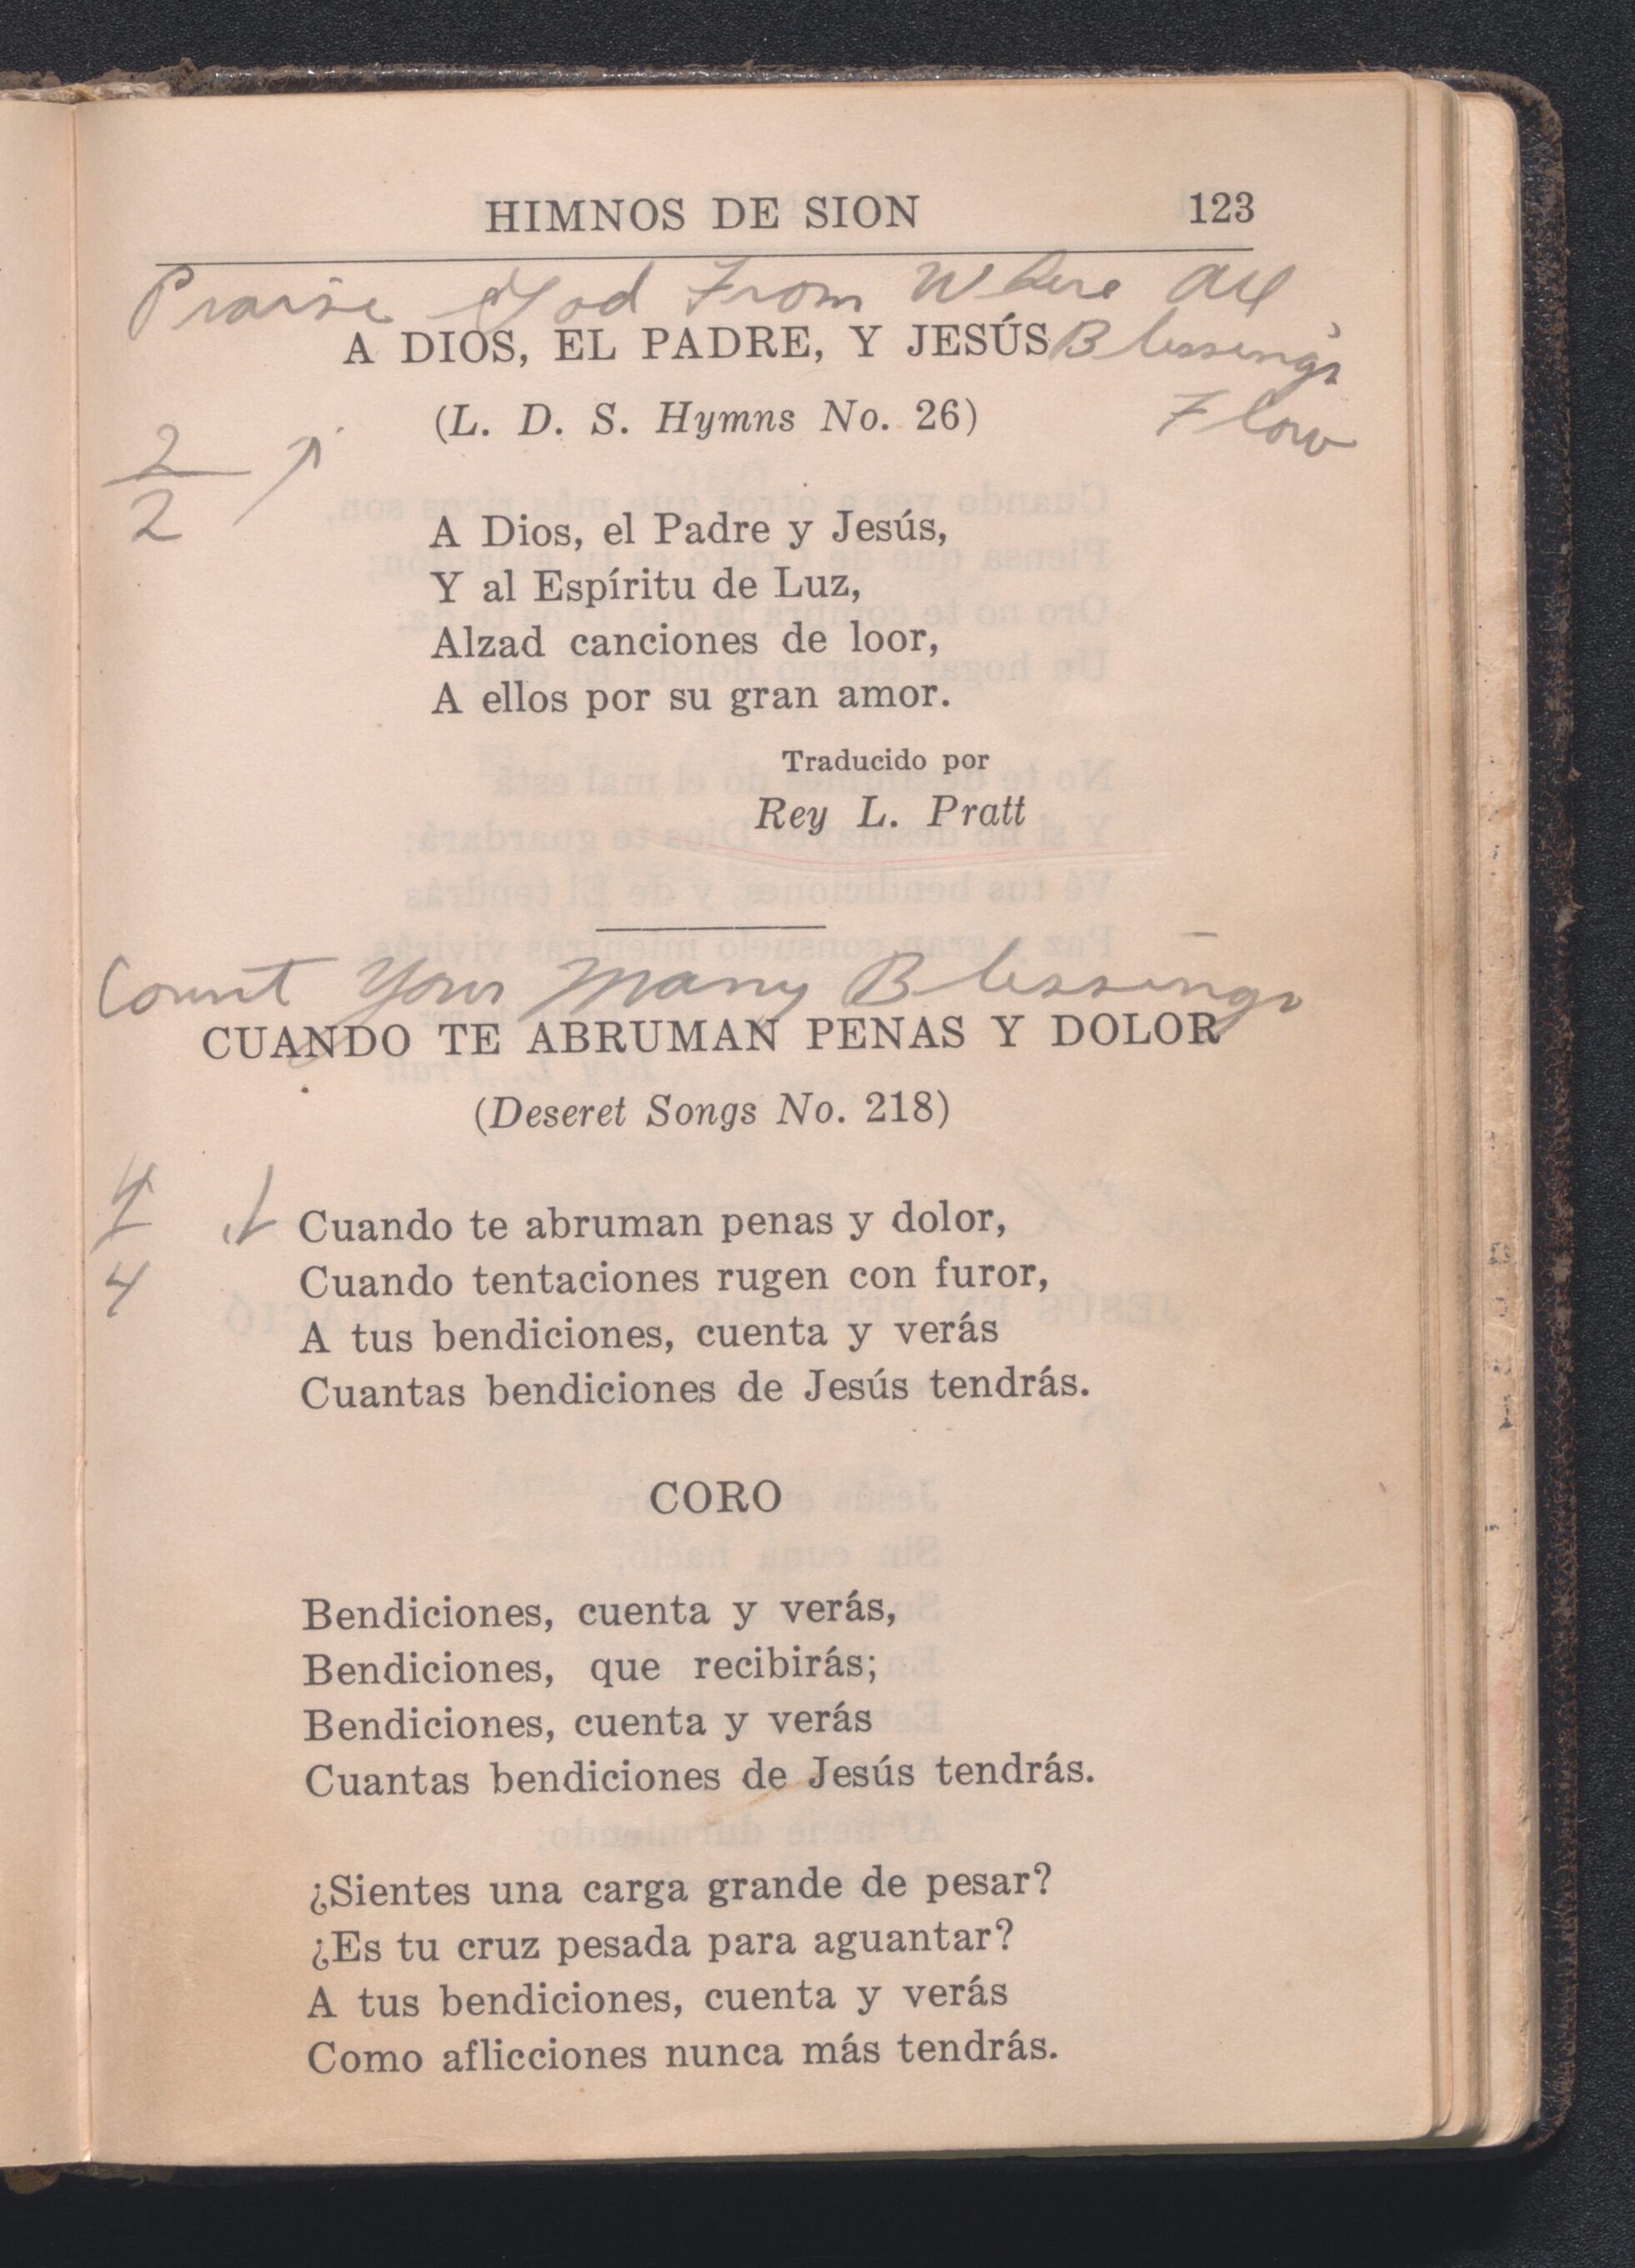 HIMNOS DE SION 123
Praise God From Where All
A DIOS, EL PADRE, Y JESÚS Blessings
(L. D. S. Hymns No. 26) Flow
2
2
A Dios, el Padre y Jesús,
Y al Espíritu de Luz,
Alzad canciones de loor,
A ellos por su gran amor.
Traducido por
Rey L. Pratt
Count Your Many Blessings
CUANDO TE ABRUMAN PENAS Y DOLOR
(Deseret Songs No. 218)
4
4
Cuando te abruman penas y dolor,
Cuando tentaciones rugen con furor,
A tus bendiciones, cuenta y verás
Cuantas bendiciones de Jesús tendrás.
CORO
Bendiciones, cuenta y verás,
Bendiciones, que recibirás;
Bendiciones, cuenta y verás
Cuantas bendiciones de Jesús tendrás.
¿Sientes una carga grande de pesar?
¿Es tu cruz pesada para aguantar?
A tus bendiciones, cuenta y verás
Como aflicciones nunca más tendrás.